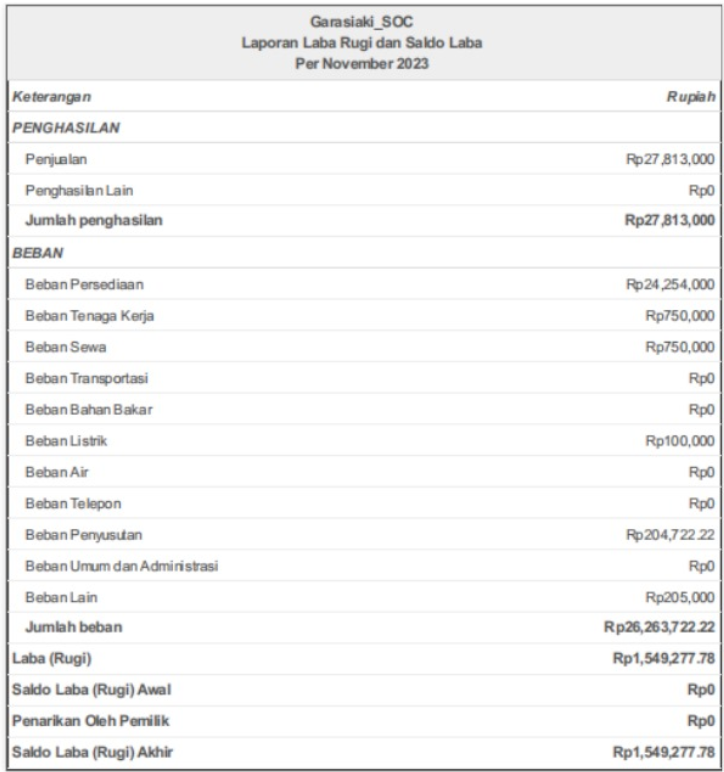 Garasiaki_SOC
Laporan Laba Rugi dan Saldo Laba
Per November 2023
Keterangan Rupiah
PENGHASILAN
Penjualan Rp27,813,000
Penghasilan Lain Rp0
Jumlah penghasilan Rp27,813,000
BEBAN
Beban Persediaan Rp24,254,000
Beban Tenaga Kerja Rp750,000
Beban Sewa Rp750,000
Beban Transportasi Rp0
Beban Bahan Bakar Rp0
Beban Listrik Rp100,000
Beban Air Rp0
Beban Telepon Rp0
Beban Penyusutan Rp204,722.22
Beban Umum dan Administrasi Rp0
Beban Lain Rp205,000
Jumlah beban Rp26,263,722.22
Laba (Rugi) Rp1,549,277.78
Saldo Laba (Rugi) Awal Rp0
Penarikan Oleh Pemilik Rp0
Saldo Laba (Rugi) Akhir Rp1,549,277.78